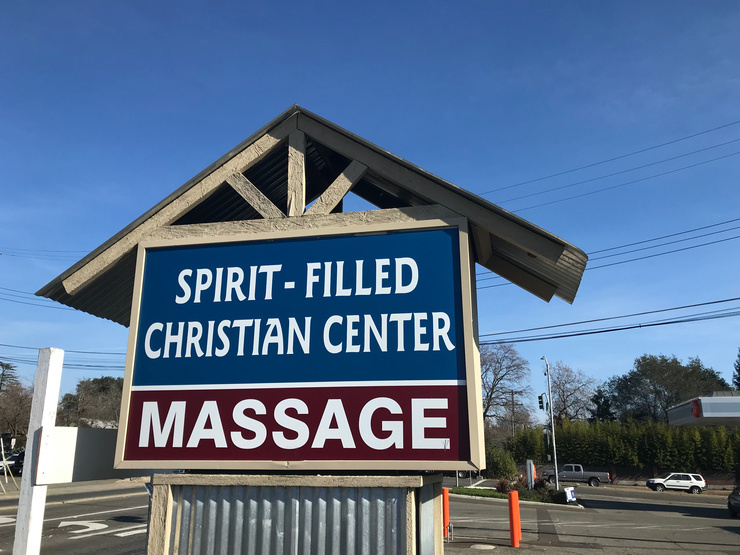 SPIRIT - FILLED
CHRISTIAN CENTER
MASSAGE